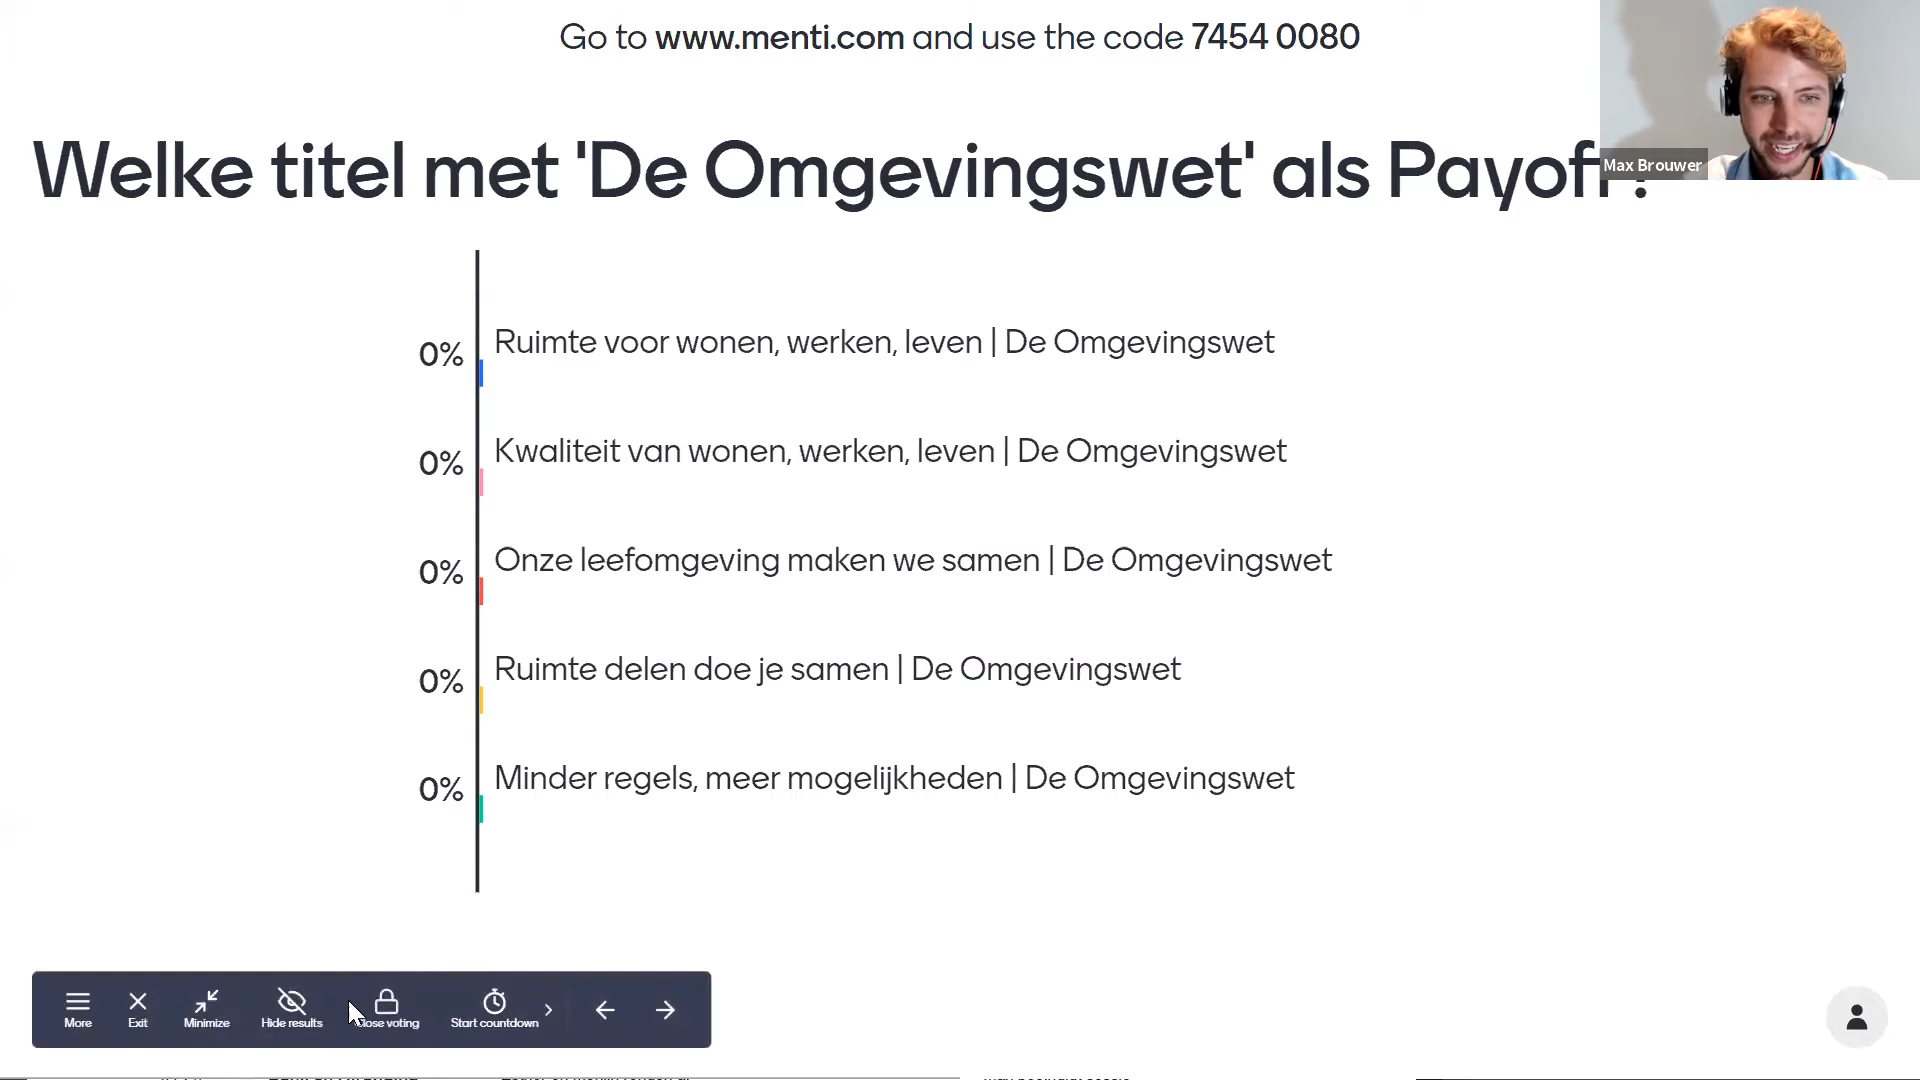 Go to www.menti.com and use the code 7454 0080
Max Brouwer
Welke titel met 'De Omgevingswet' als Payoff?
0% Ruimte voor wonen, werken, leven | De Omgevingswet
0% Kwaliteit van wonen, werken, leven | De Omgevingswet
0% Onze leefomgeving maken we samen | De Omgevingswet
0% Ruimte delen doe je samen | De Omgevingswet
0% Minder regels, meer mogelijkheden | De Omgevingswet
More Exit Minimize Hide results Close voting Start countdown